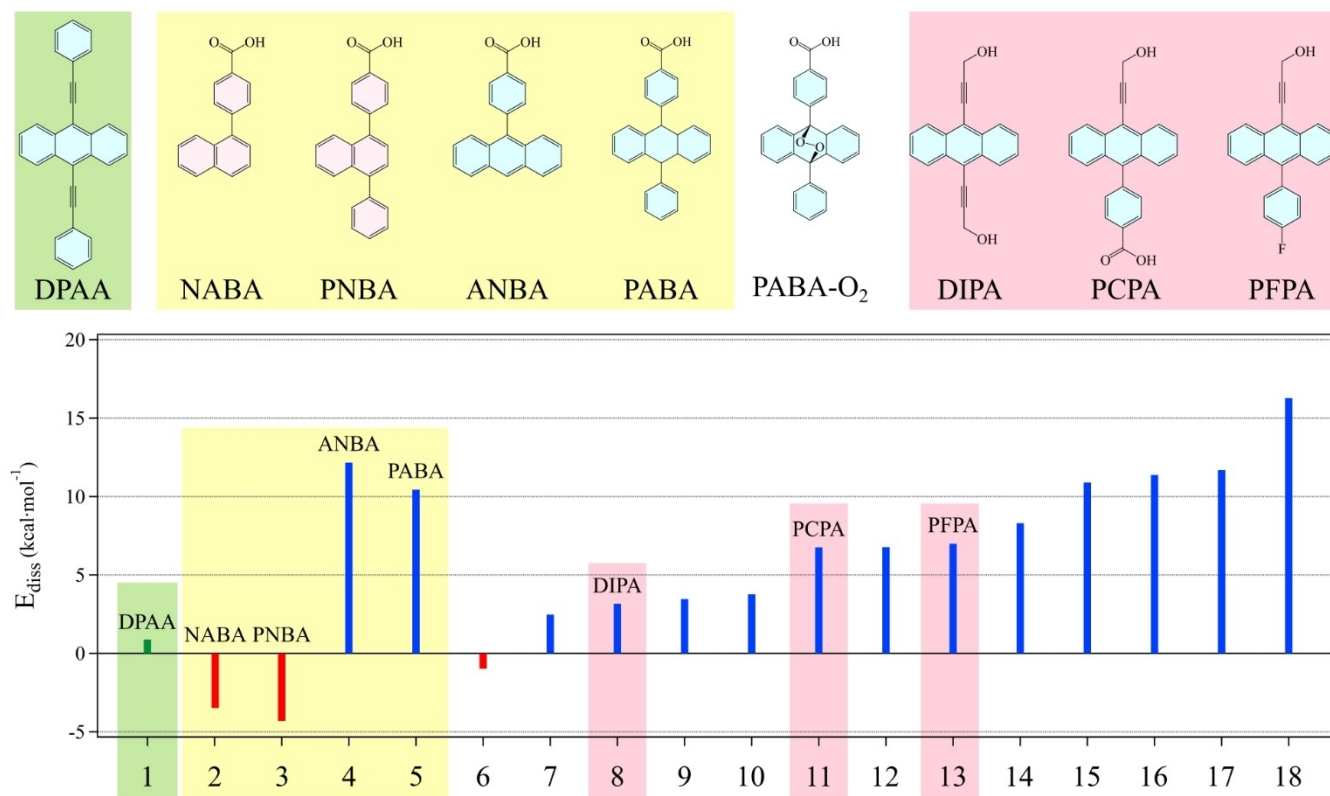 O OH O OH O OH O OH O OH OH OH OH
O O
OH O OH F
DPAA NABA PNBA ANBA PABA PABA-O₂ DIPA PCPA PFPA
20
15
10
5
0
-5
E_diss (kcal·mol⁻¹)
DPAA
NABA PNBA
ANBA
PABA
DIPA
PCPA
PFPA
1 2 3 4 5 6 7 8 9 10 11 12 13 14 15 16 17 18